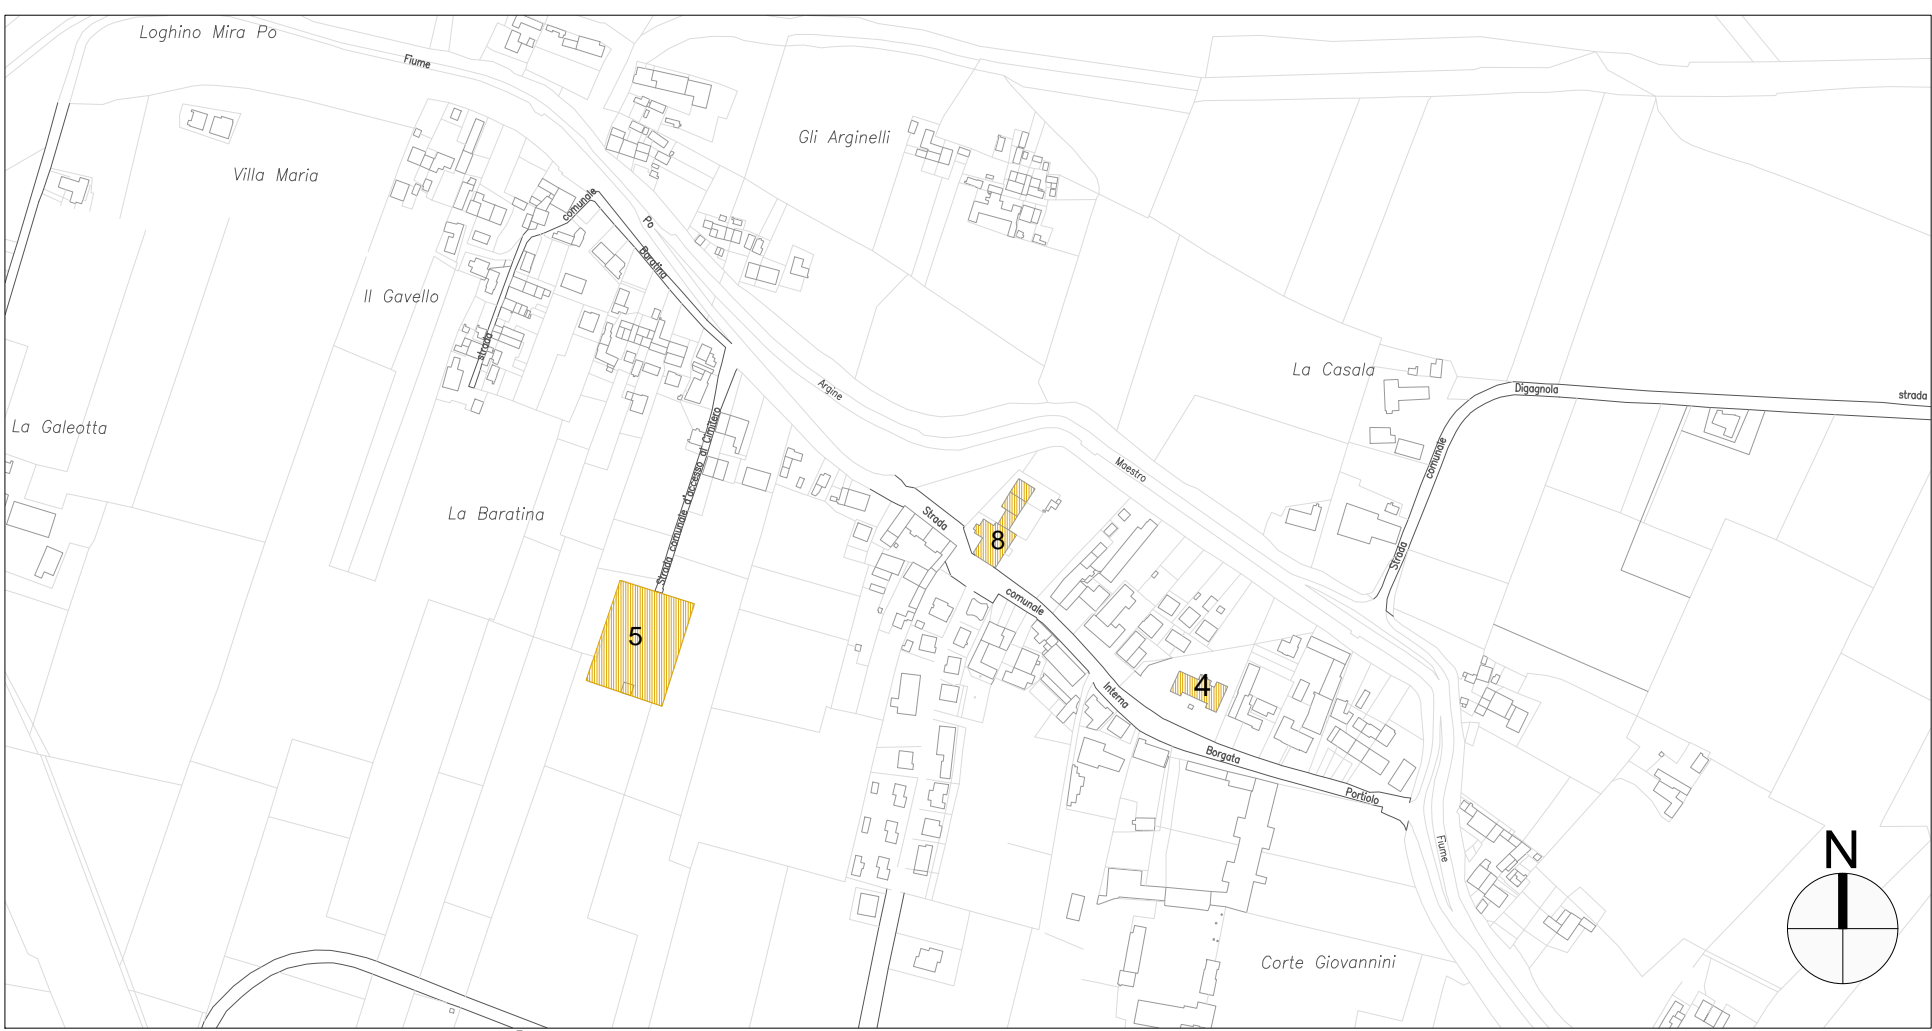 Loghino Mira Po
Fiume
Gli Arginelli
Villa Maria
comunale
Po
Baratina
Il Gavello
strada
La Casala
Argine
Digagnola
strada
La Galeotta
Strada comunale d'accesso al Cimitero
comunale
Maestro
La Baratina
Strada
8
Strada
comunale
5
4
Interna
Borgata
Portiolo
Fiume
N
Corte Giovannini